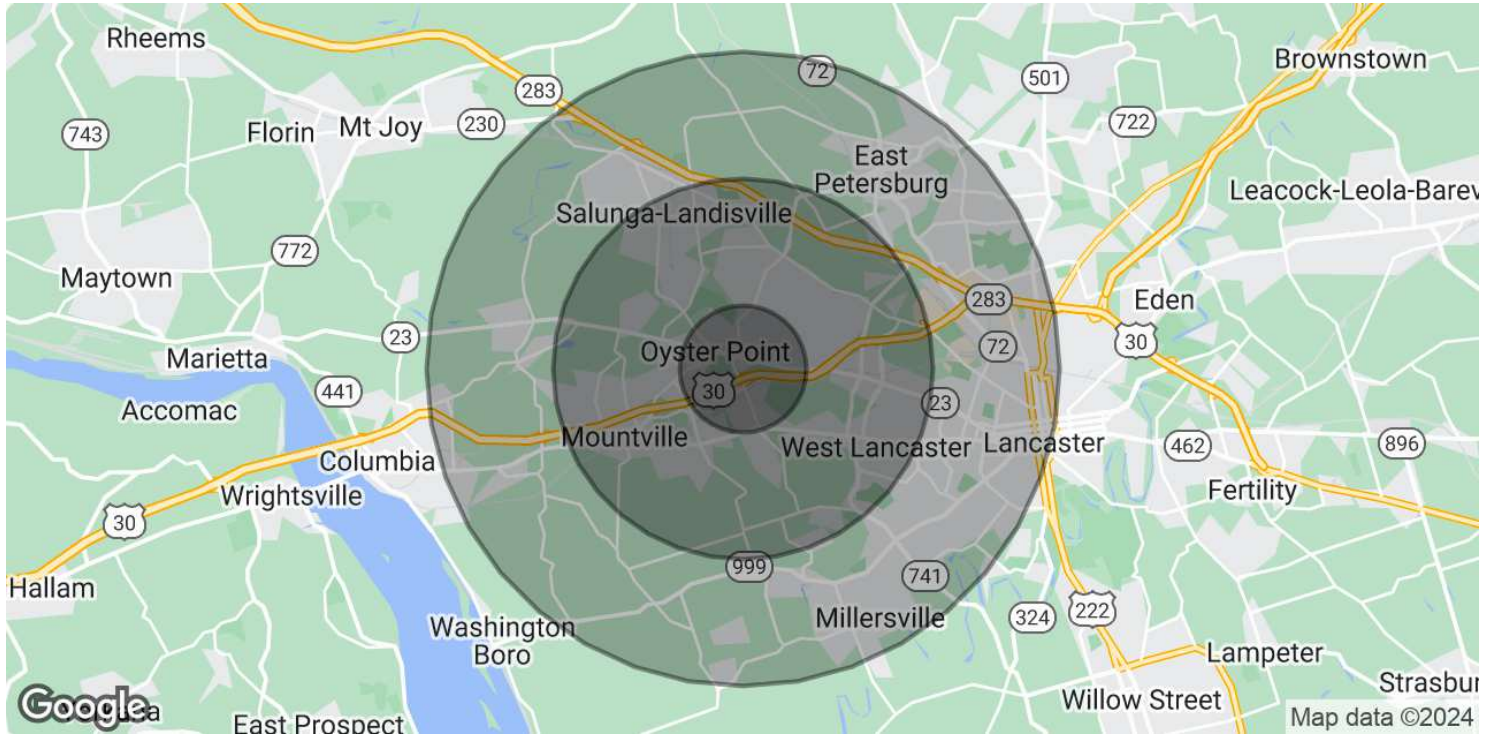 Rheems
72
501
Brownstown
283
743
Florin
Mt Joy
230
722
East
Petersburg
Leacock-Leola-Barev
Salunga-Landisville
772
Maytown
283
Eden
23
Oyster Point
72
30
Marietta
441
30
23
Accomac
Mountville
West Lancaster
Lancaster
462
896
Columbia
Wrightsville
Fertility
30
999
741
Hallam
Millersville
324
222
Washington
Boro
Lampeter
Strasbur
Willow Street
Google
East Prospect
Map data ©2024